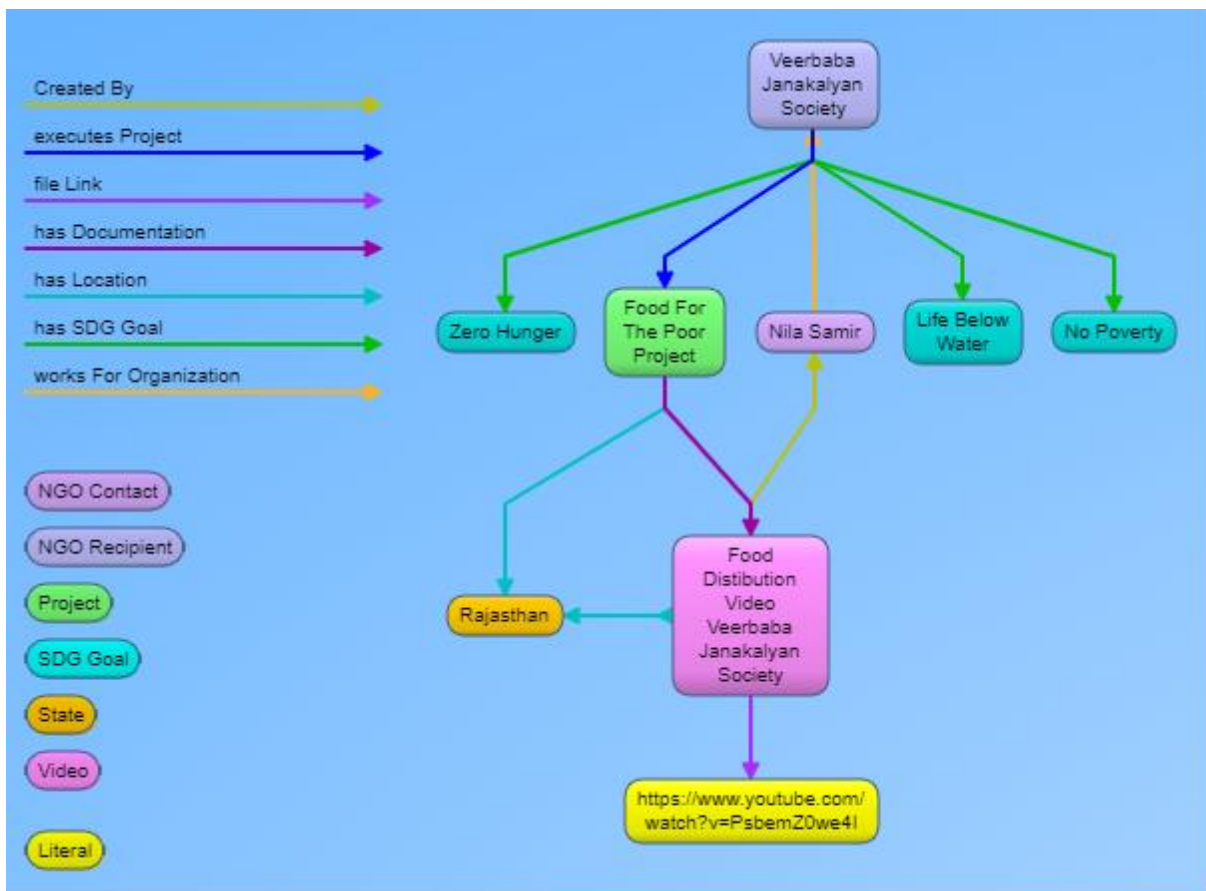 Created By
executes Project
file Link
has Documentation
has Location
has SDG Goal
works For Organization
NGO Contact
NGO Recipient
Project
SDG Goal
State
Video
Literal
Veerbaba
Janakalyan
Society
Zero Hunger
Food For
The Poor
Project
Nila Samir
Life Below
Water
No Poverty
Rajasthan
Food
Distibution
Video
Veerbaba
Janakalyan
Society
https://www.youtube.com/
watch?v=PsbemZ0we4I